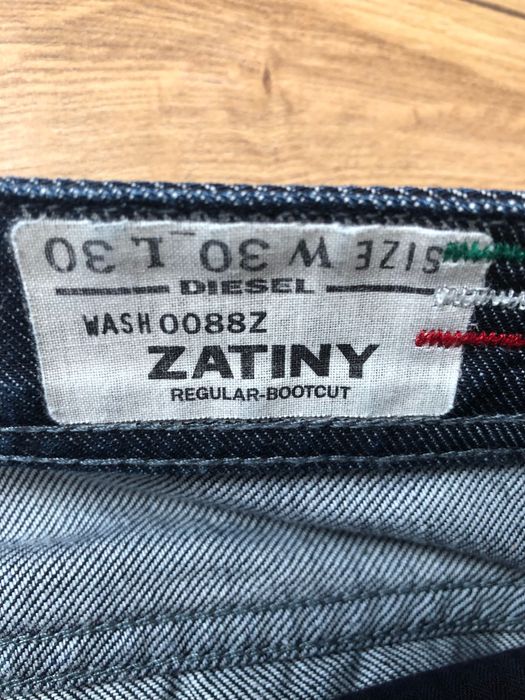 SIZE W 30 L 30
DIESEL
WASH 0088Z
ZATINY
REGULAR-BOOTCUT